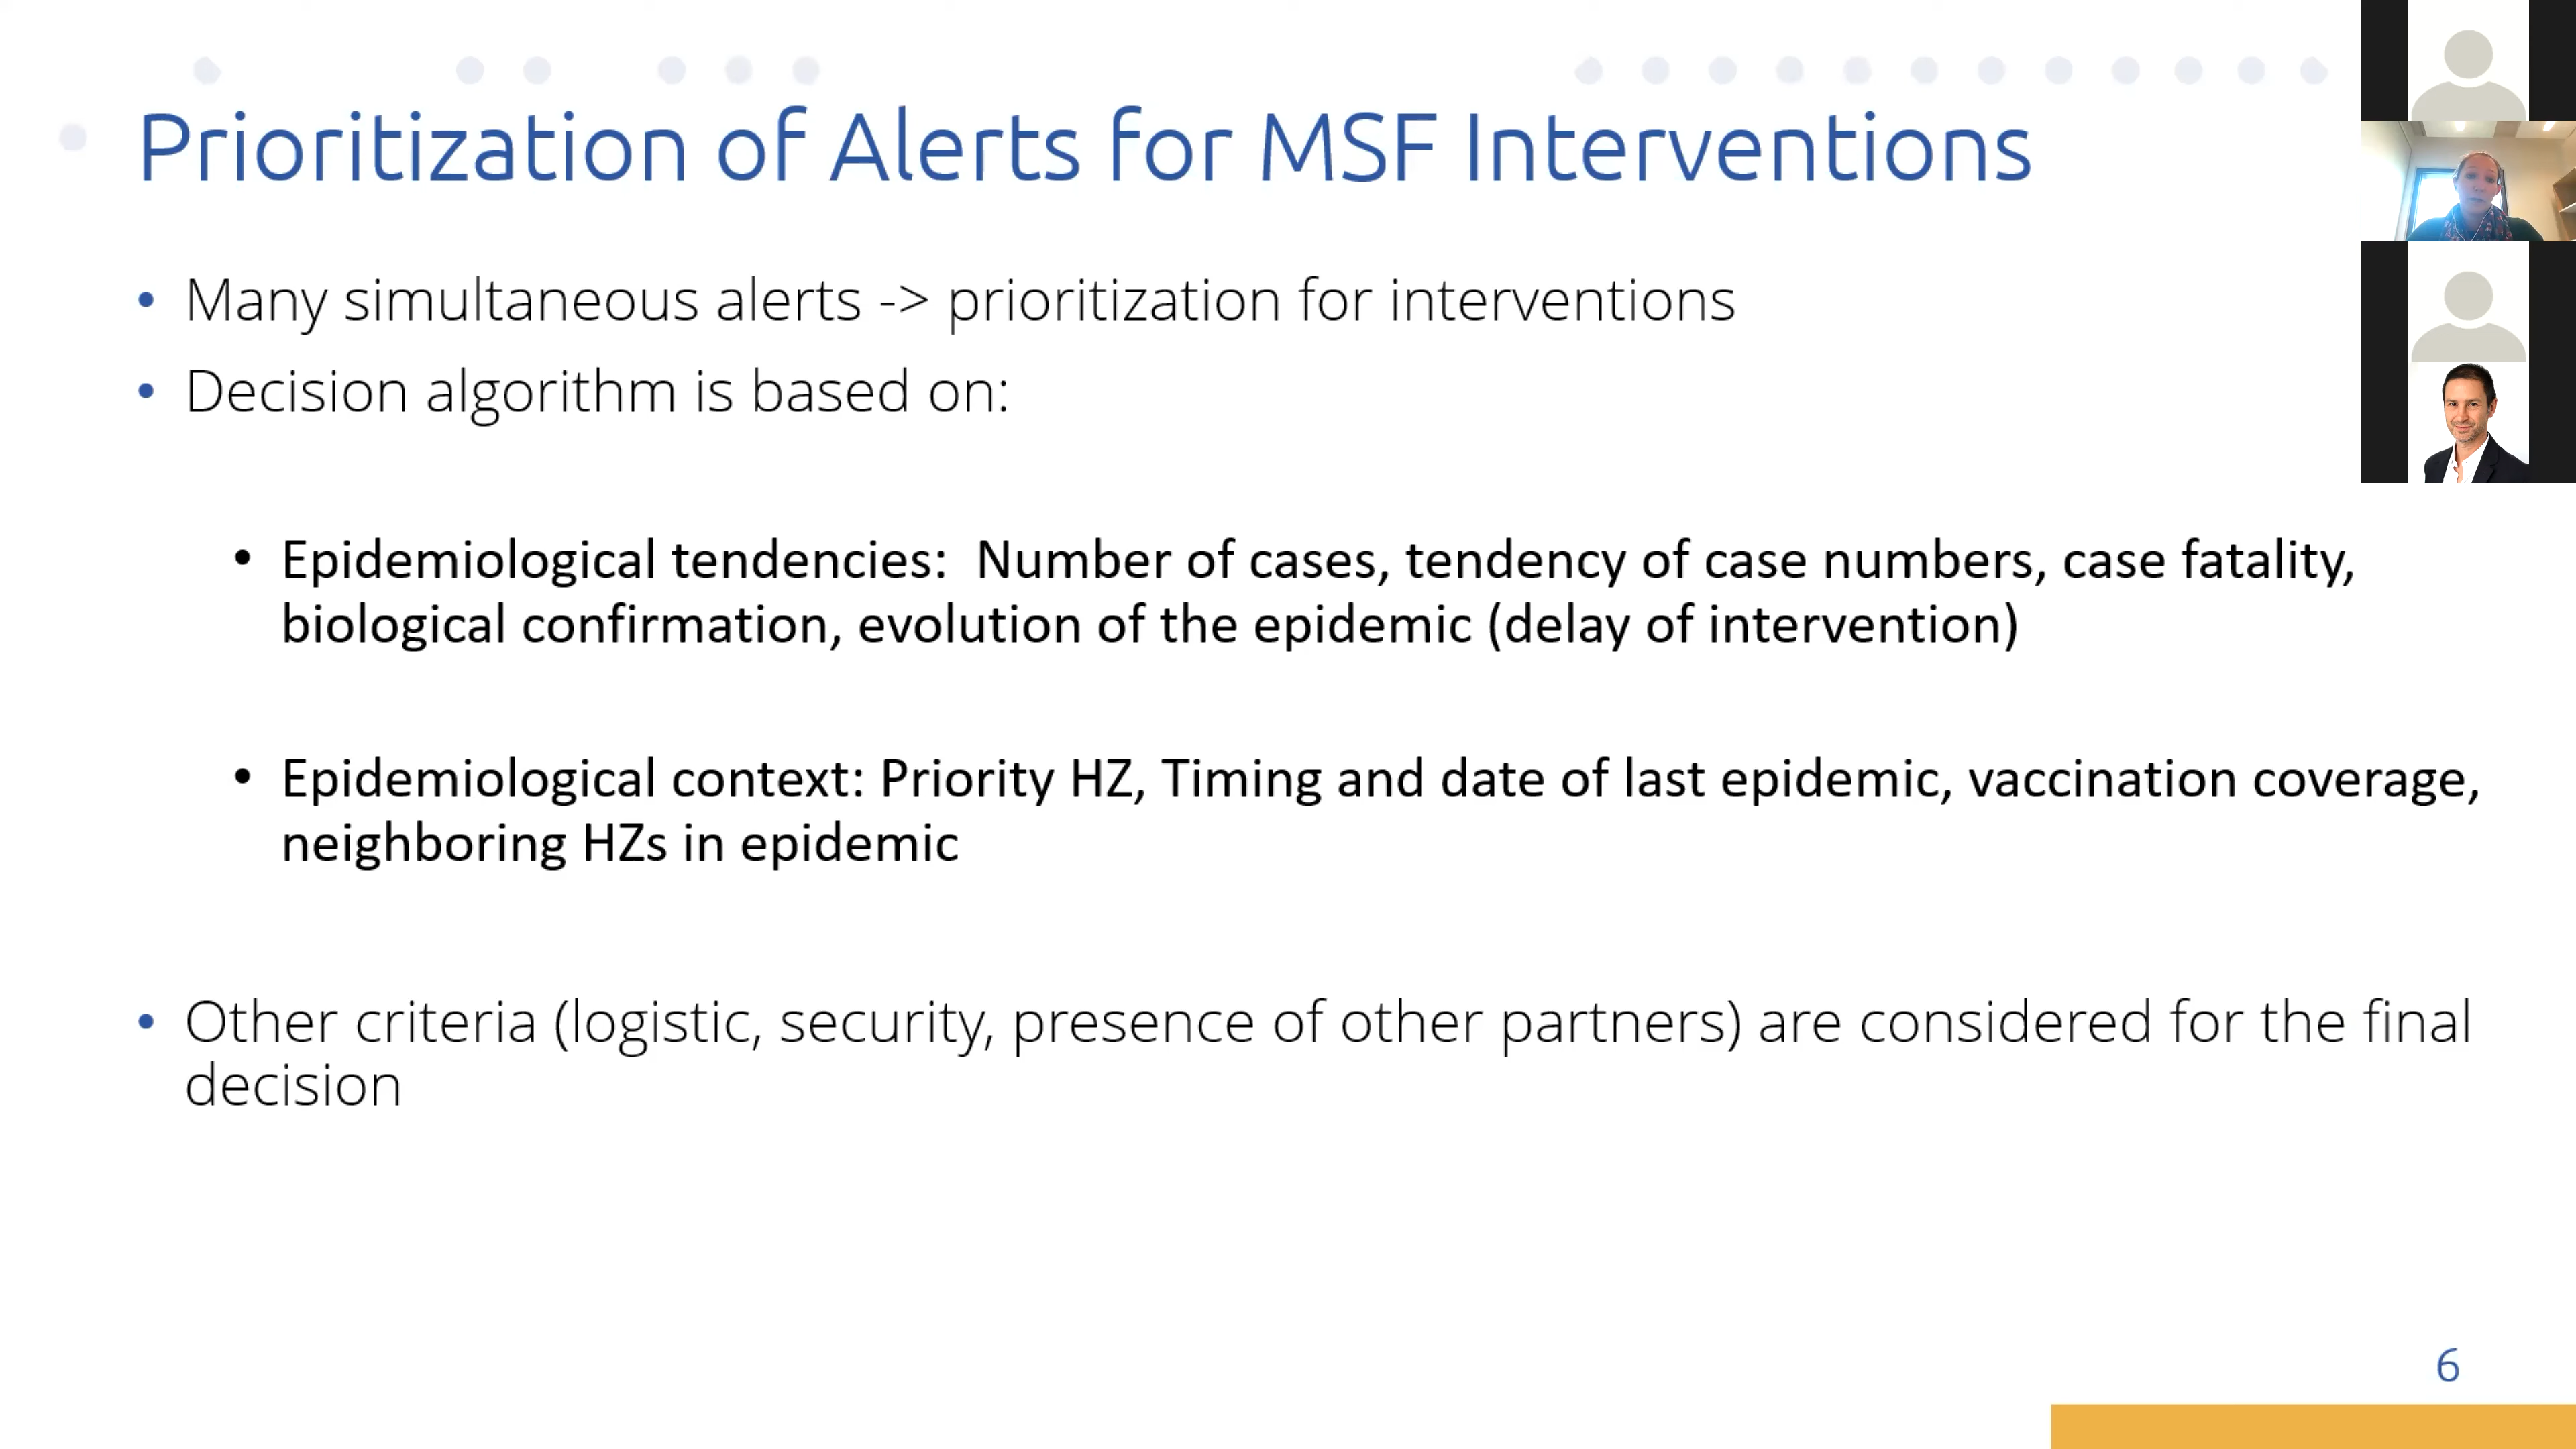 Prioritization of Alerts for MSF Interventions
• Many simultaneous alerts -> prioritization for interventions
• Decision algorithm is based on:
• Epidemiological tendencies:  Number of cases, tendency of case numbers, case fatality,
biological confirmation, evolution of the epidemic (delay of intervention)
• Epidemiological context: Priority HZ, Timing and date of last epidemic, vaccination coverage,
neighboring HZs in epidemic
• Other criteria (logistic, security, presence of other partners) are considered for the final
decision
6